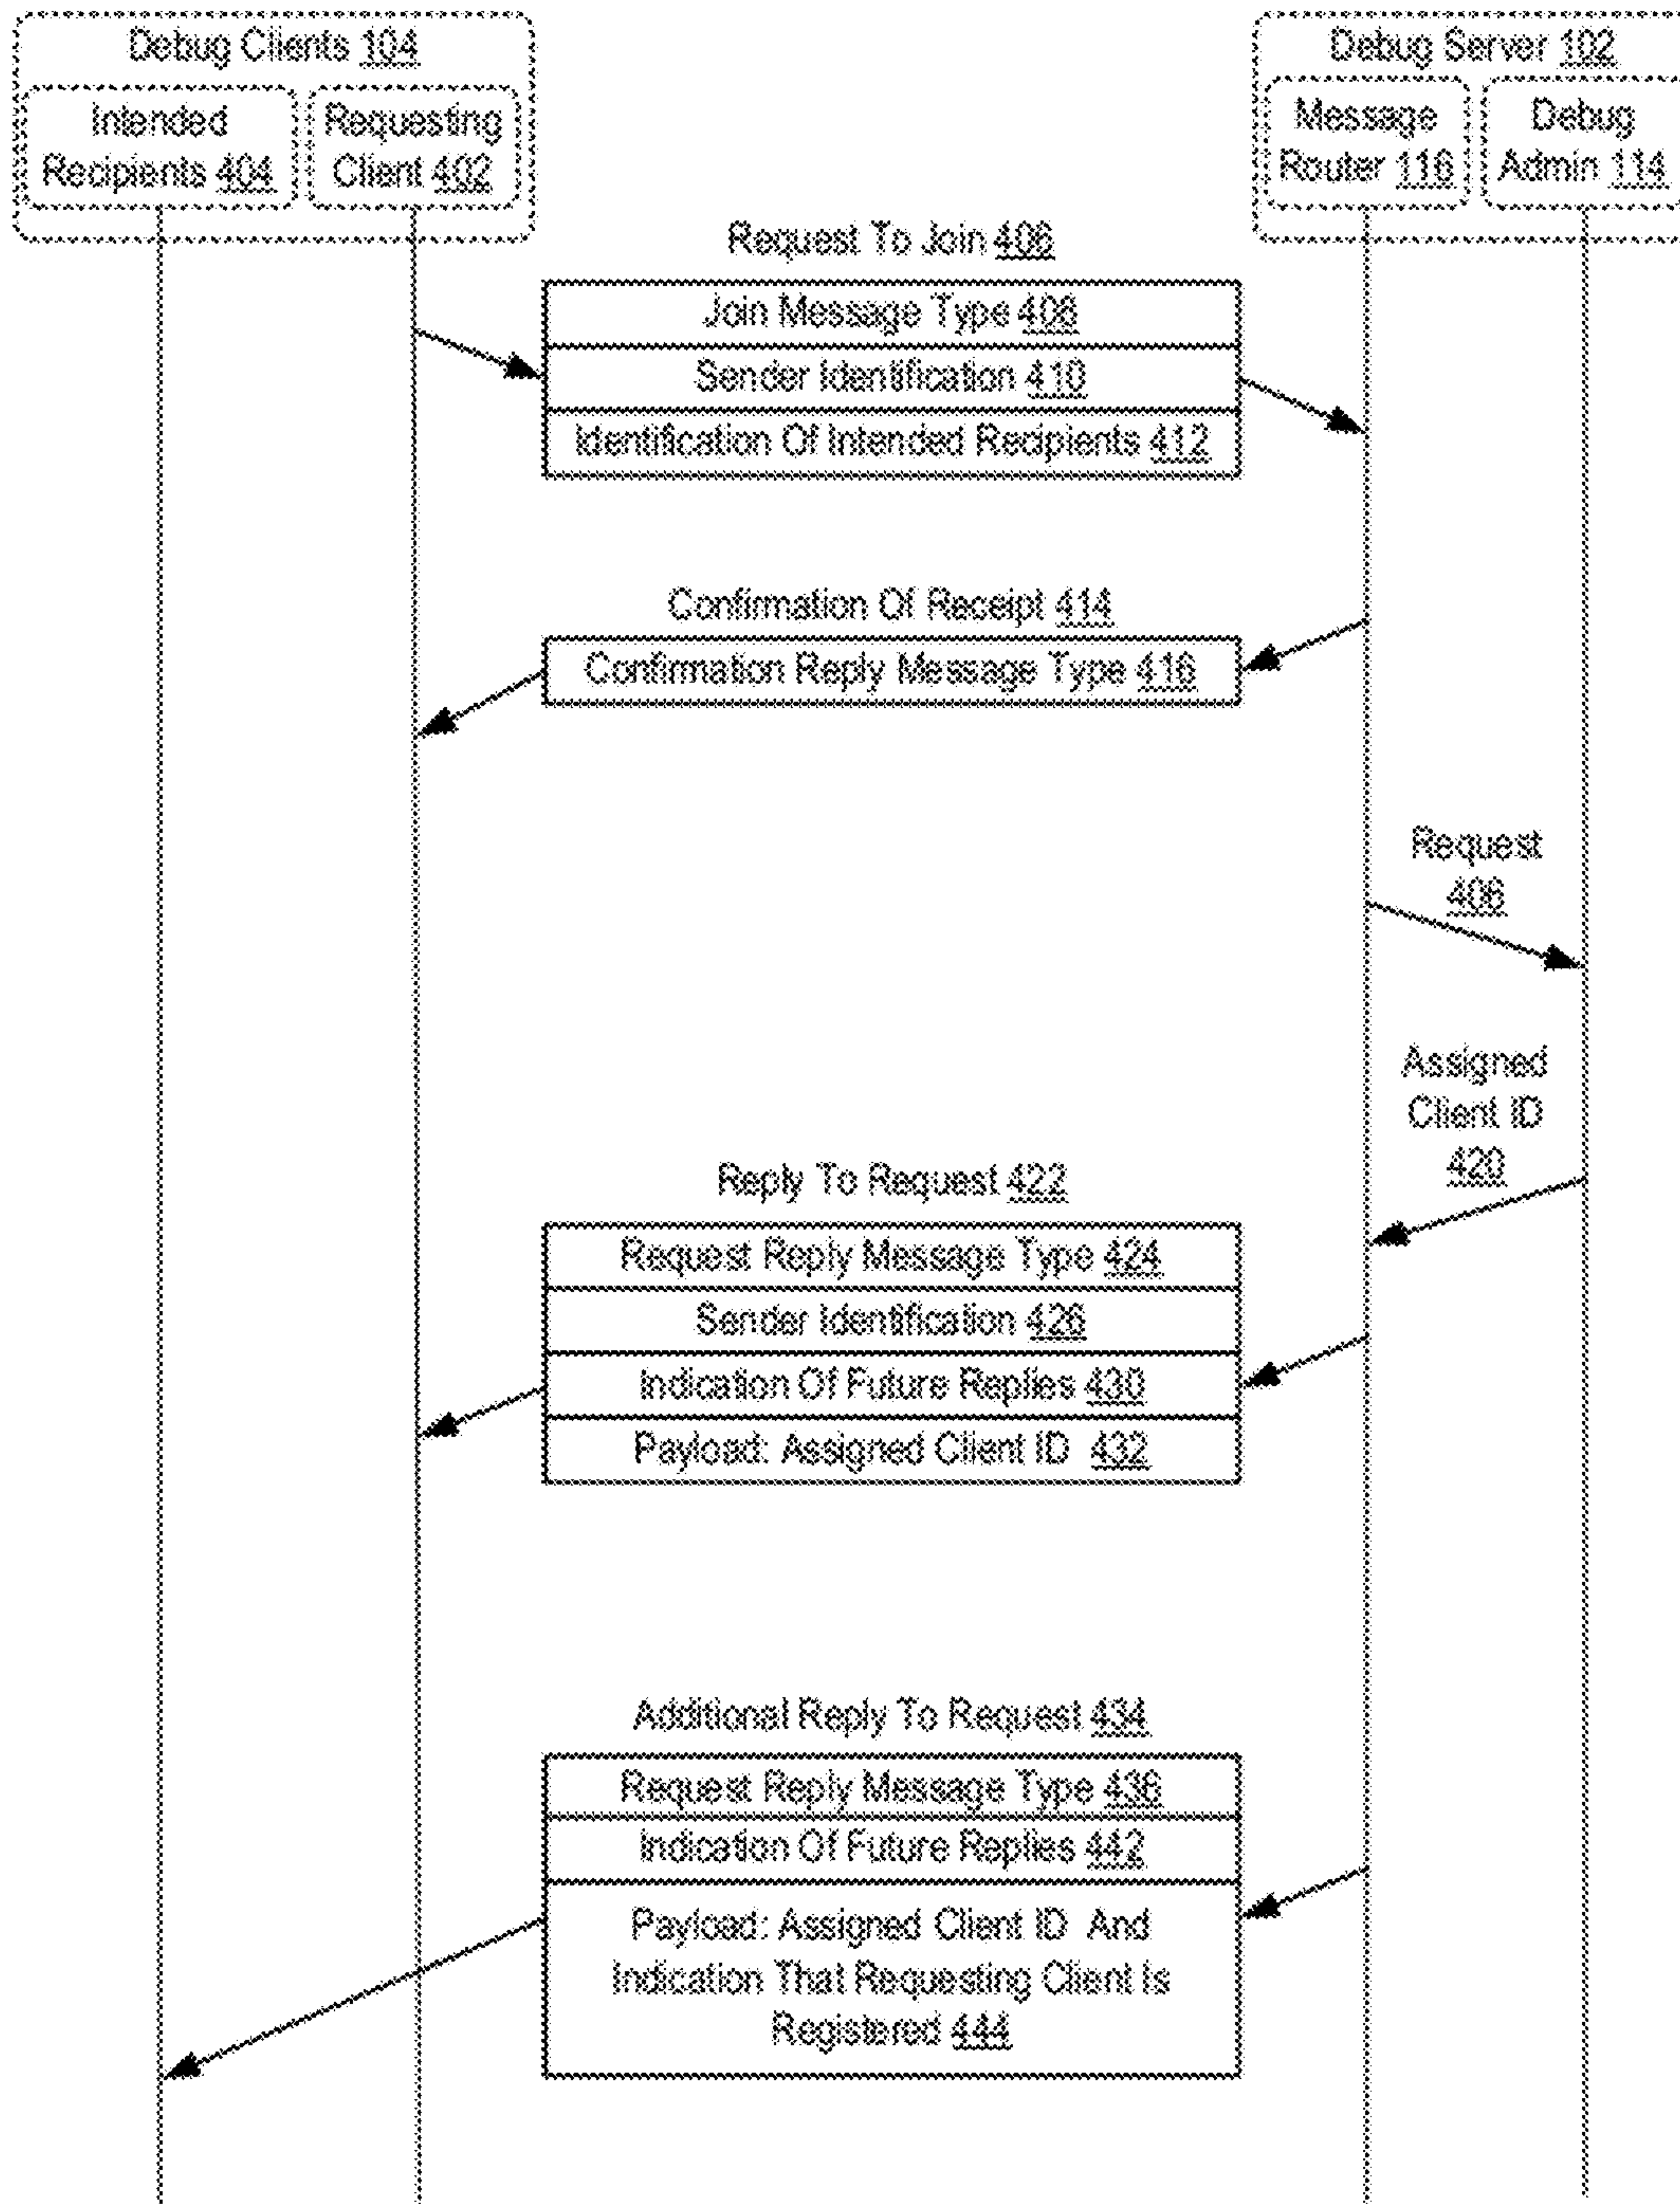 Debug Clients 104
Intended
Recipients 404
Requesting
Client 402
Debug Server 102
Message
Router 116
Debug
Admin 114
Request To Join 406
Join Message Type 408
Sender Identification 410
Identification Of Intended Recipients 412
Confirmation Of Receipt 414
Confirmation Reply Message Type 416
Request
406
Assigned
Client ID
420
Reply To Request 422
Request Reply Message Type 424
Sender Identification 426
Indication Of Future Replies 430
Payload: Assigned Client ID 432
Additional Reply To Request 434
Request Reply Message Type 436
Indication Of Future Replies 442
Payload: Assigned Client ID And
Indication That Requesting Client Is
Registered 444